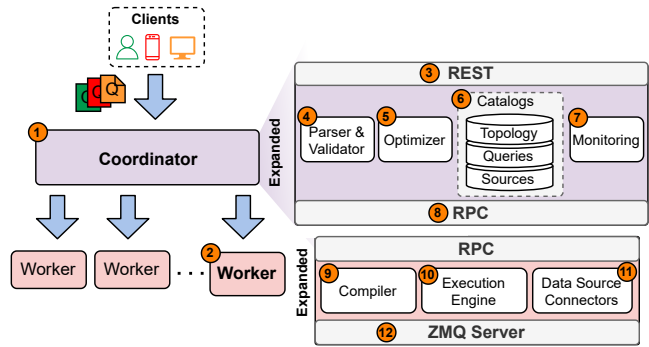 Clients
Q Q Q
1
Coordinator
Worker
Worker
. . .
2
Worker
Expanded
3 REST
4
Parser &
Validator
5
Optimizer
6 Catalogs
Topology
Queries
Sources
7
Monitoring
8 RPC
Expanded
RPC
9
Compiler
10
Execution
Engine
11
Data Source
Connectors
12 ZMQ Server